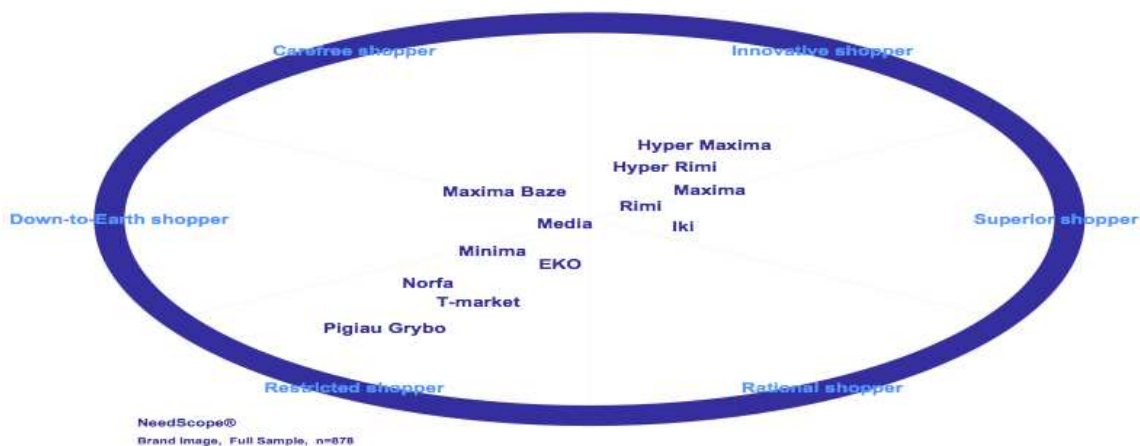 Carefree shopper
Innovative shopper
Hyper Maxima
Hyper Rimi
Maxima Baze
Maxima
Rimi
Down-to-Earth shopper
Media
Iki
Superior shopper
Minima
EKO
Norfa
T-market
Pigiau Grybo
Restricted shopper
Rational shopper
NeedScope®
Brand Image, Full Sample, n=878